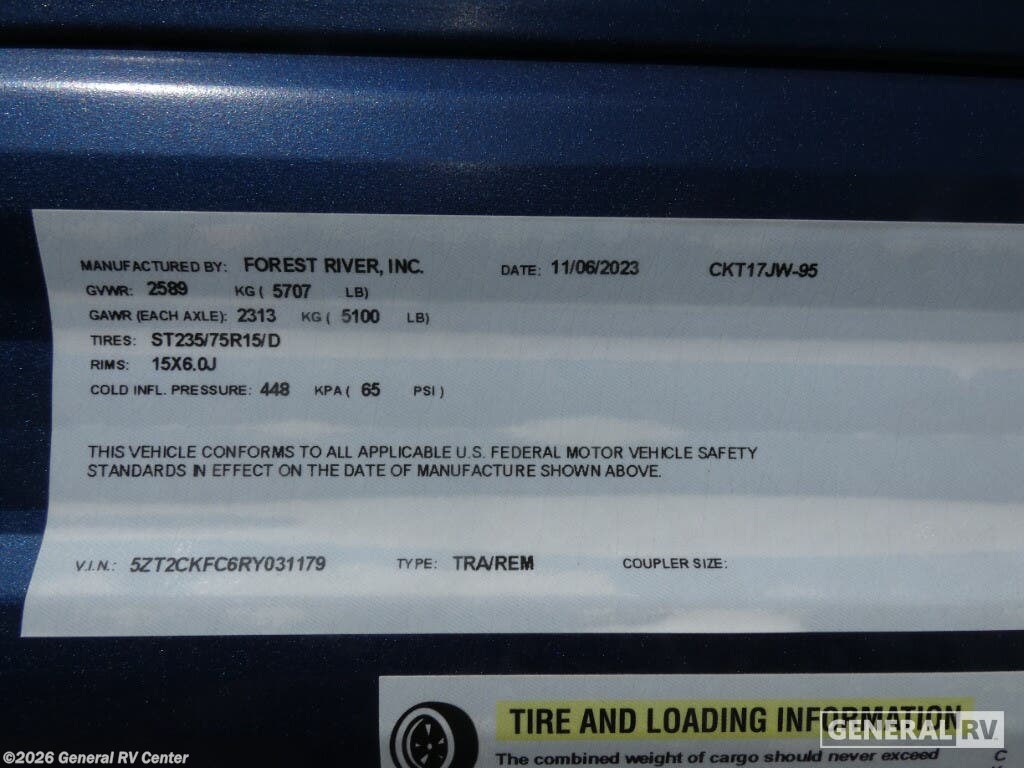 MANUFACTURED BY: FOREST RIVER, INC. DATE: 11/06/2023 CKT17JW-95
GVWR: 2589 KG ( 5707 LB)
GAWR (EACH AXLE): 2313 KG ( 5100 LB)
TIRES: ST235/75R15/D
RIMS: 15X6.0J
COLD INFL. PRESSURE: 448 KPA ( 65 PSI )
THIS VEHICLE CONFORMS TO ALL APPLICABLE U.S. FEDERAL MOTOR VEHICLE SAFETY
STANDARDS IN EFFECT ON THE DATE OF MANUFACTURE SHOWN ABOVE.
V.I.N.: 5ZT2CKFC6RY031179 TYPE: TRA/REM COUPLER SIZE:
TIRE AND LOADING INFORMATION
GENERAL RV
The combined weight of cargo should never exceed C
©2026 General RV Center